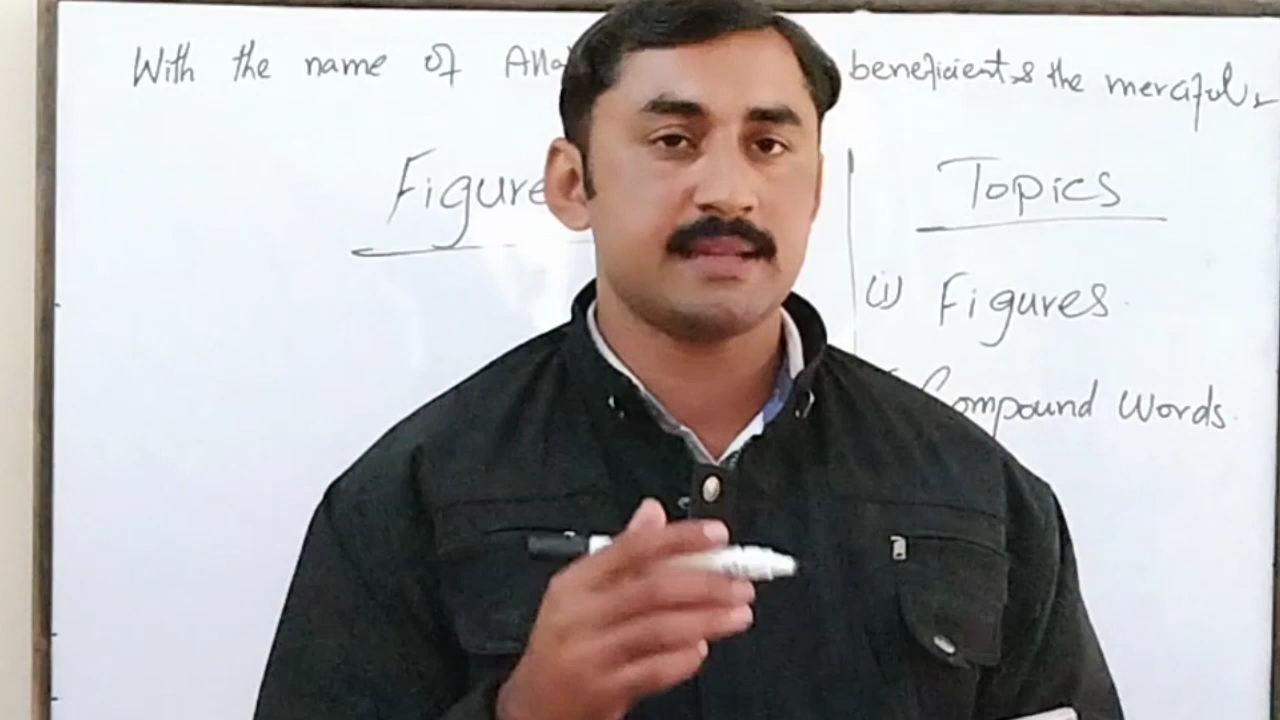 With the name of Alla beneficient & the merciful
Figure
Topics
(i) Figures.
Compound Words.